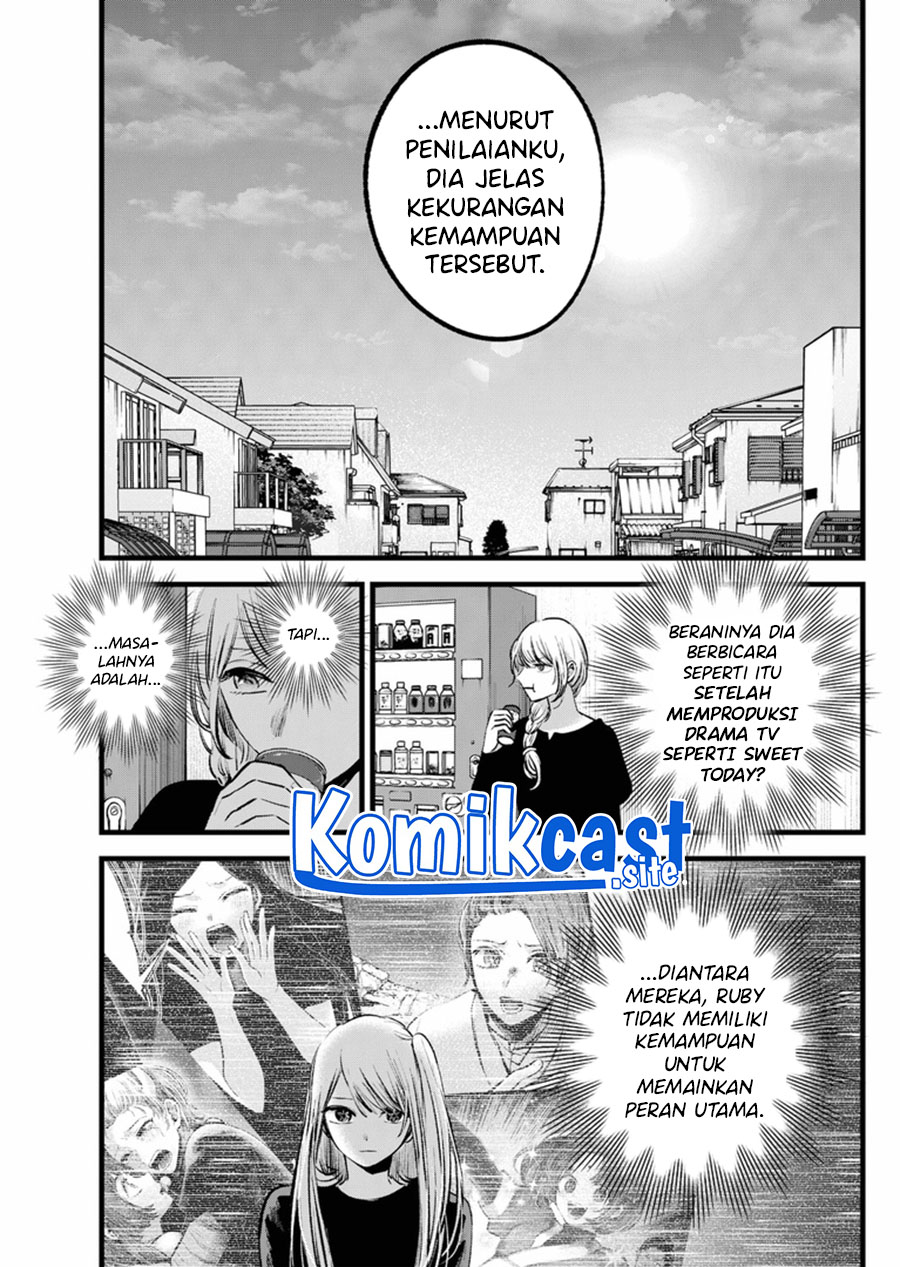 ...MENURUT
PENILAIANKU,
DIA JELAS
KEKURANGAN
KEMAMPUAN
TERSEBUT.
BERANINYA DIA
BERBICARA
SEPERTI ITU
SETELAH
MEMPRODUKSI
DRAMA TV
SEPERTI SWEET
TODAY?
TAPI...
...MASA-
LAHNYA
ADALAH...
Komikcast
.site
...DIANTARA
MEREKA, RUBY
TIDAK MEMILIKI
KEMAMPUAN
UNTUK
MEMAINKAN
PERAN UTAMA.